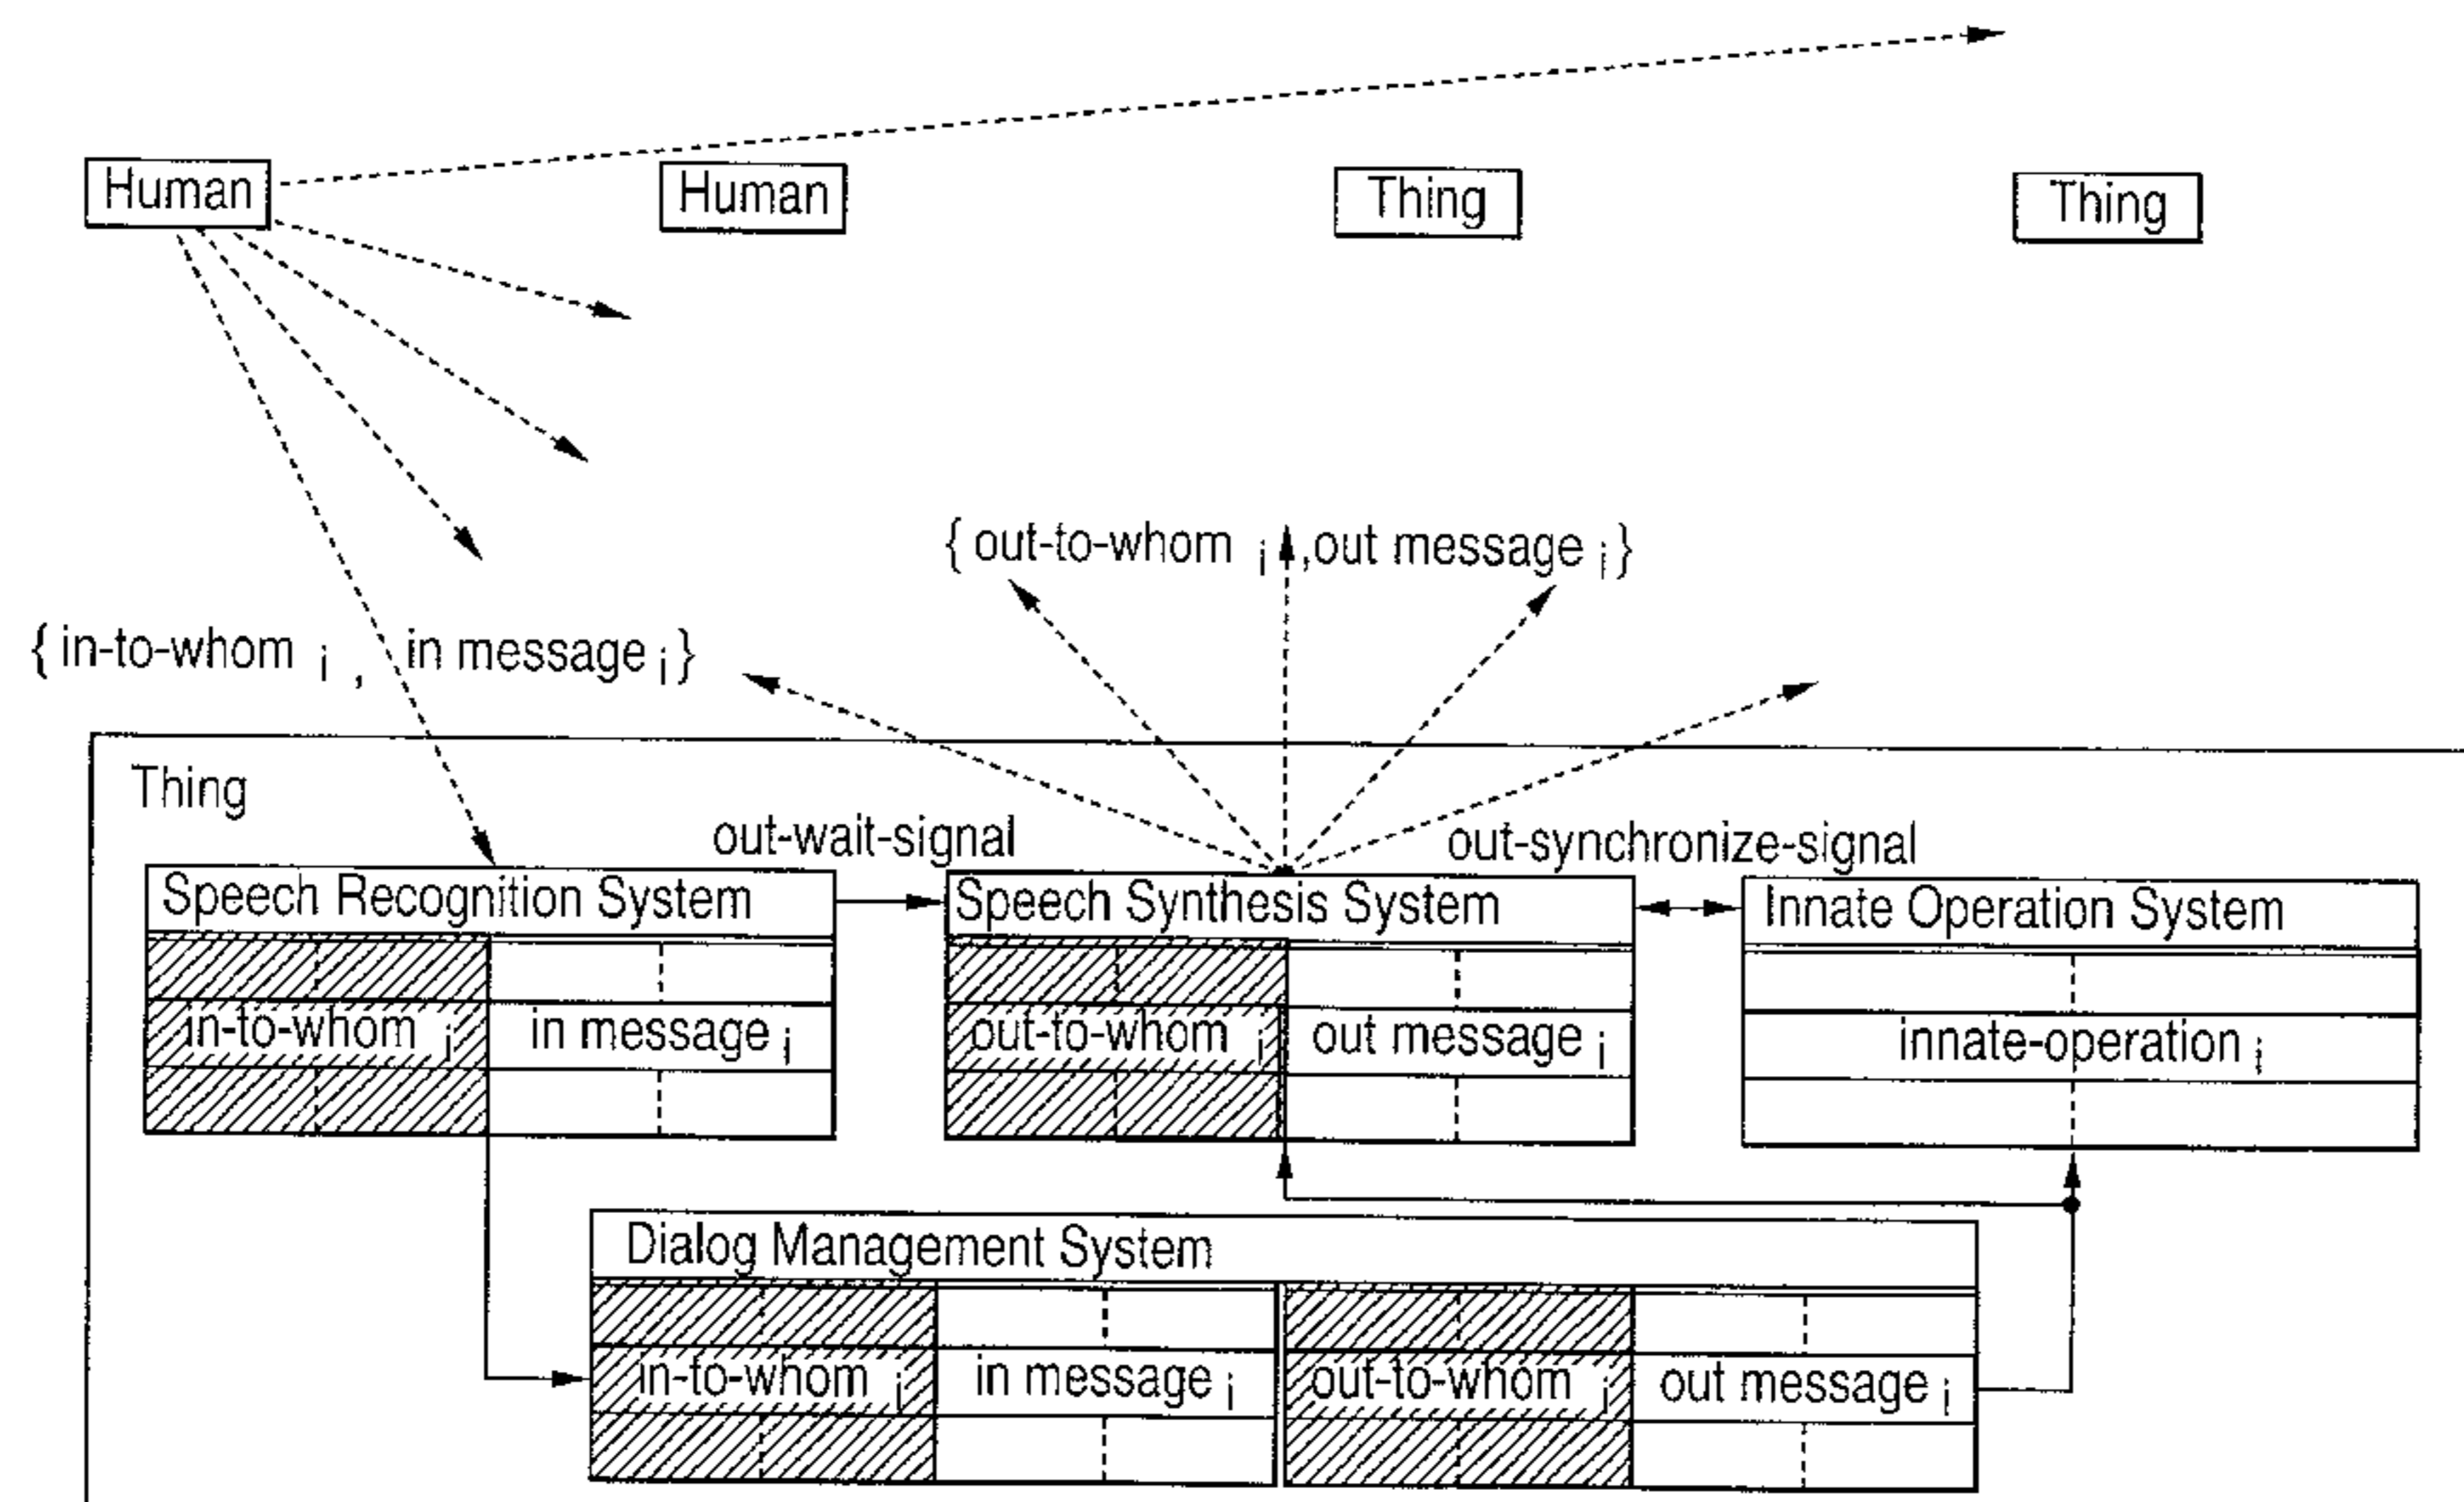 Human
Human
Thing
Thing
{ out-to-whom i ,out message i }
{ in-to-whom i , in message i }
Thing
out-wait-signal
out-synchronize-signal
Speech Recognition System
Speech Synthesis System
Innate Operation System
in-to-whom i
in message i
out-to-whom i
out message i
innate-operation i
Dialog Management System
in-to-whom i
in message i
out-to-whom i
out message i